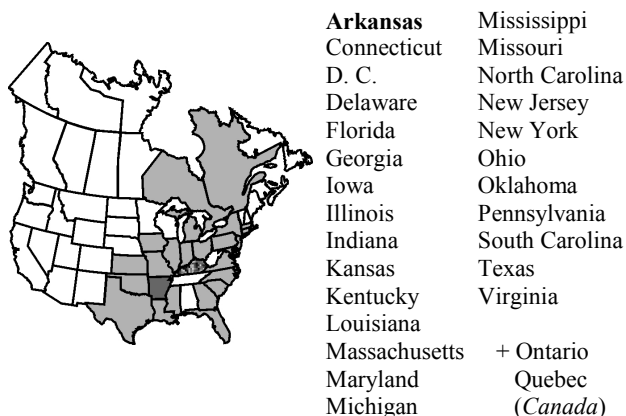 Arkansas
Connecticut
D. C.
Delaware
Florida
Georgia
Iowa
Illinois
Indiana
Kansas
Kentucky
Louisiana
Massachusetts
Maryland
Michigan
Mississippi
Missouri
North Carolina
New Jersey
New York
Ohio
Oklahoma
Pennsylvania
South Carolina
Texas
Virginia
+ Ontario
Quebec
(Canada)